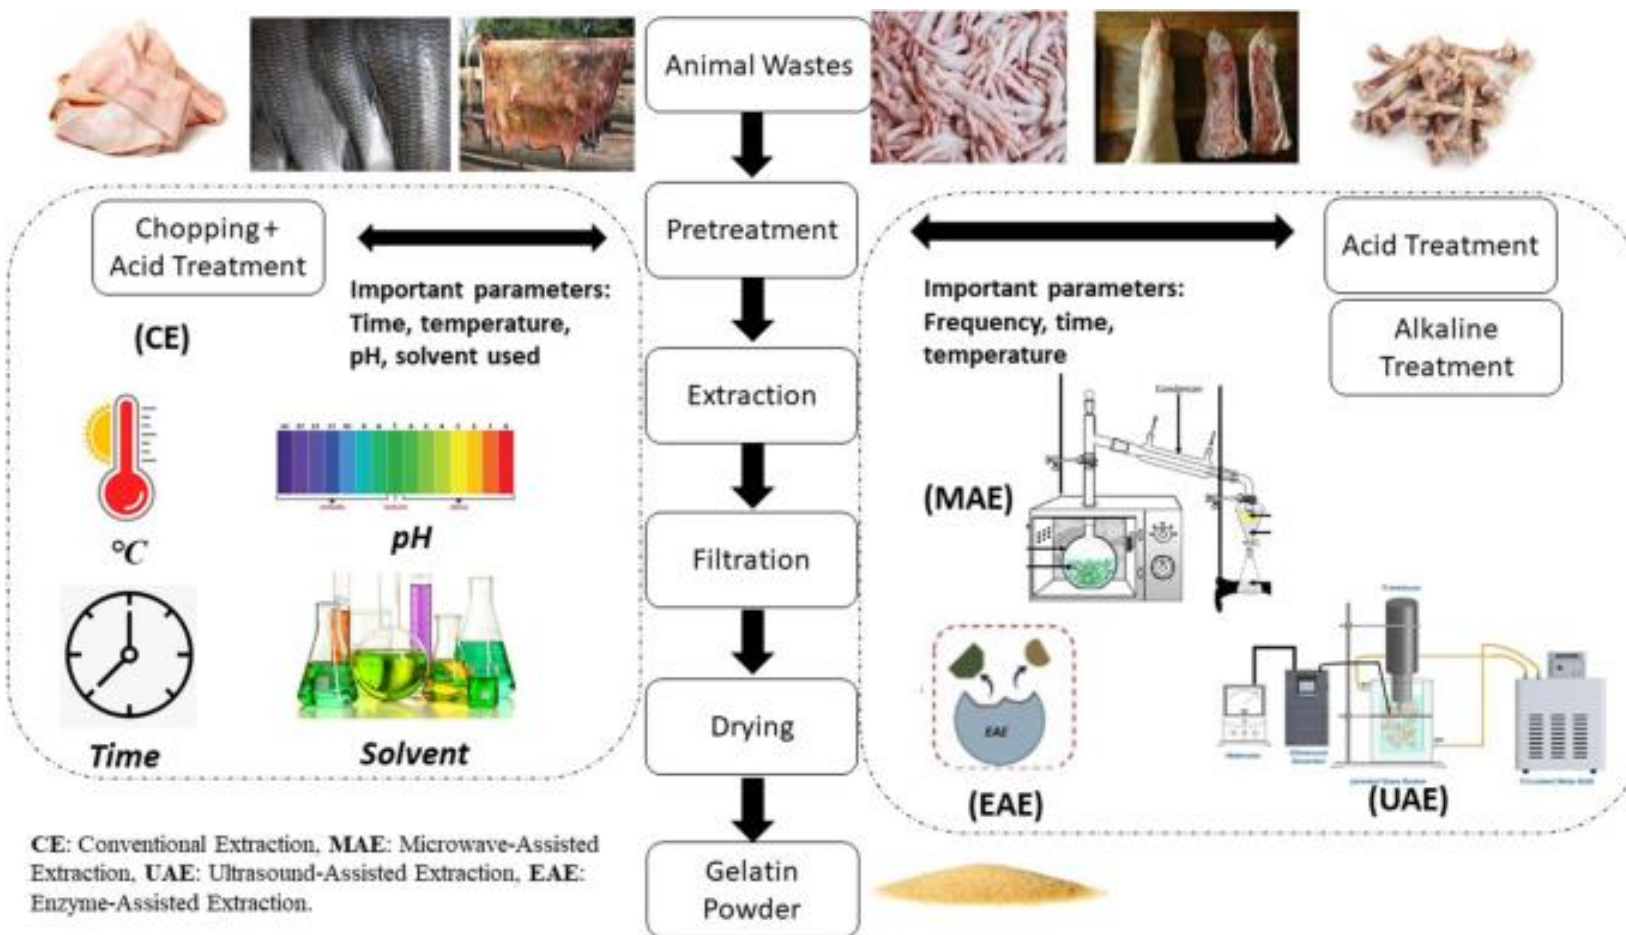 Animal Wastes
Pretreatment
Extraction
Filtration
Drying
Gelatin
Powder
Chopping +
Acid Treatment
(CE)
Important parameters:
Time, temperature,
pH, solvent used
°C
pH
Time
Solvent
Acid Treatment
Alkaline
Treatment
Important parameters:
Frequency, time,
temperature
Condenser
(MAE)
EAE
(EAE)
(UAE)
CE: Conventional Extraction, MAE: Microwave-Assisted
Extraction, UAE: Ultrasound-Assisted Extraction, EAE:
Enzyme-Assisted Extraction.